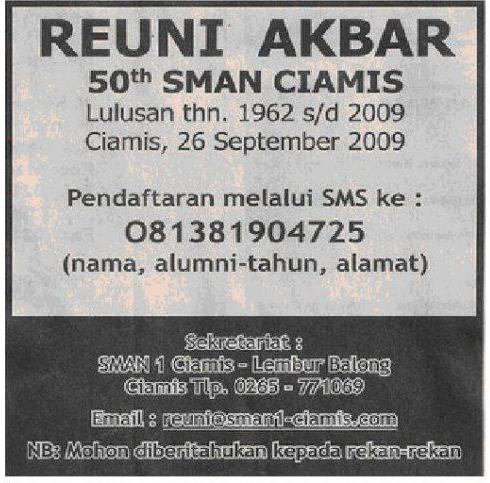 REUNI AKBAR
50th SMAN CIAMIS
Lulusan thn. 1962 s/d 2009
Ciamis, 26 September 2009
Pendaftaran melalui SMS ke :
081381904725
(nama, alumni-tahun, alamat)
Sekretariat :
SMAN 1 Ciamis - Lembur Balong
Ciamis Tlp. 0265 - 771069
Email : reuni@sman1-ciamis.com
NB: Mohon diberitahukan kepada rekan-rekan